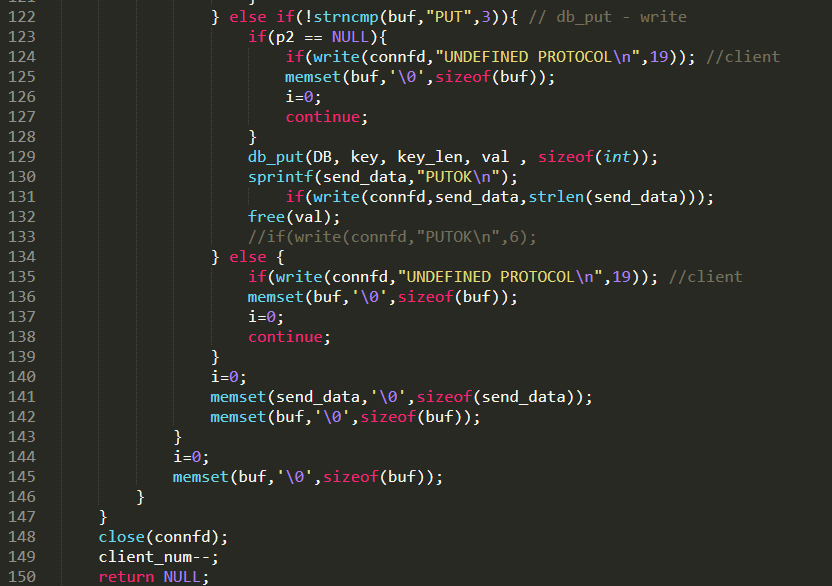 121 }
122 } else if(!strncmp(buf,"PUT",3)){ // db_put - write
123 if(p2 == NULL){
124 if(write(connfd,"UNDEFINED PROTOCOL\n",19)); //client
125 memset(buf,'\0',sizeof(buf));
126 i=0;
127 continue;
128 }
129 db_put(DB, key, key_len, val , sizeof(int));
130 sprintf(send_data,"PUTOK\n");
131 if(write(connfd,send_data,strlen(send_data)));
132 free(val);
133 //if(write(connfd,"PUTOK\n",6);
134 } else {
135 if(write(connfd,"UNDEFINED PROTOCOL\n",19)); //client
136 memset(buf,'\0',sizeof(buf));
137 i=0;
138 continue;
139 }
140 i=0;
141 memset(send_data,'\0',sizeof(send_data));
142 memset(buf,'\0',sizeof(buf));
143 }
144 i=0;
145 memset(buf,'\0',sizeof(buf));
146 }
147 }
148 close(connfd);
149 client_num--;
150 return NULL;